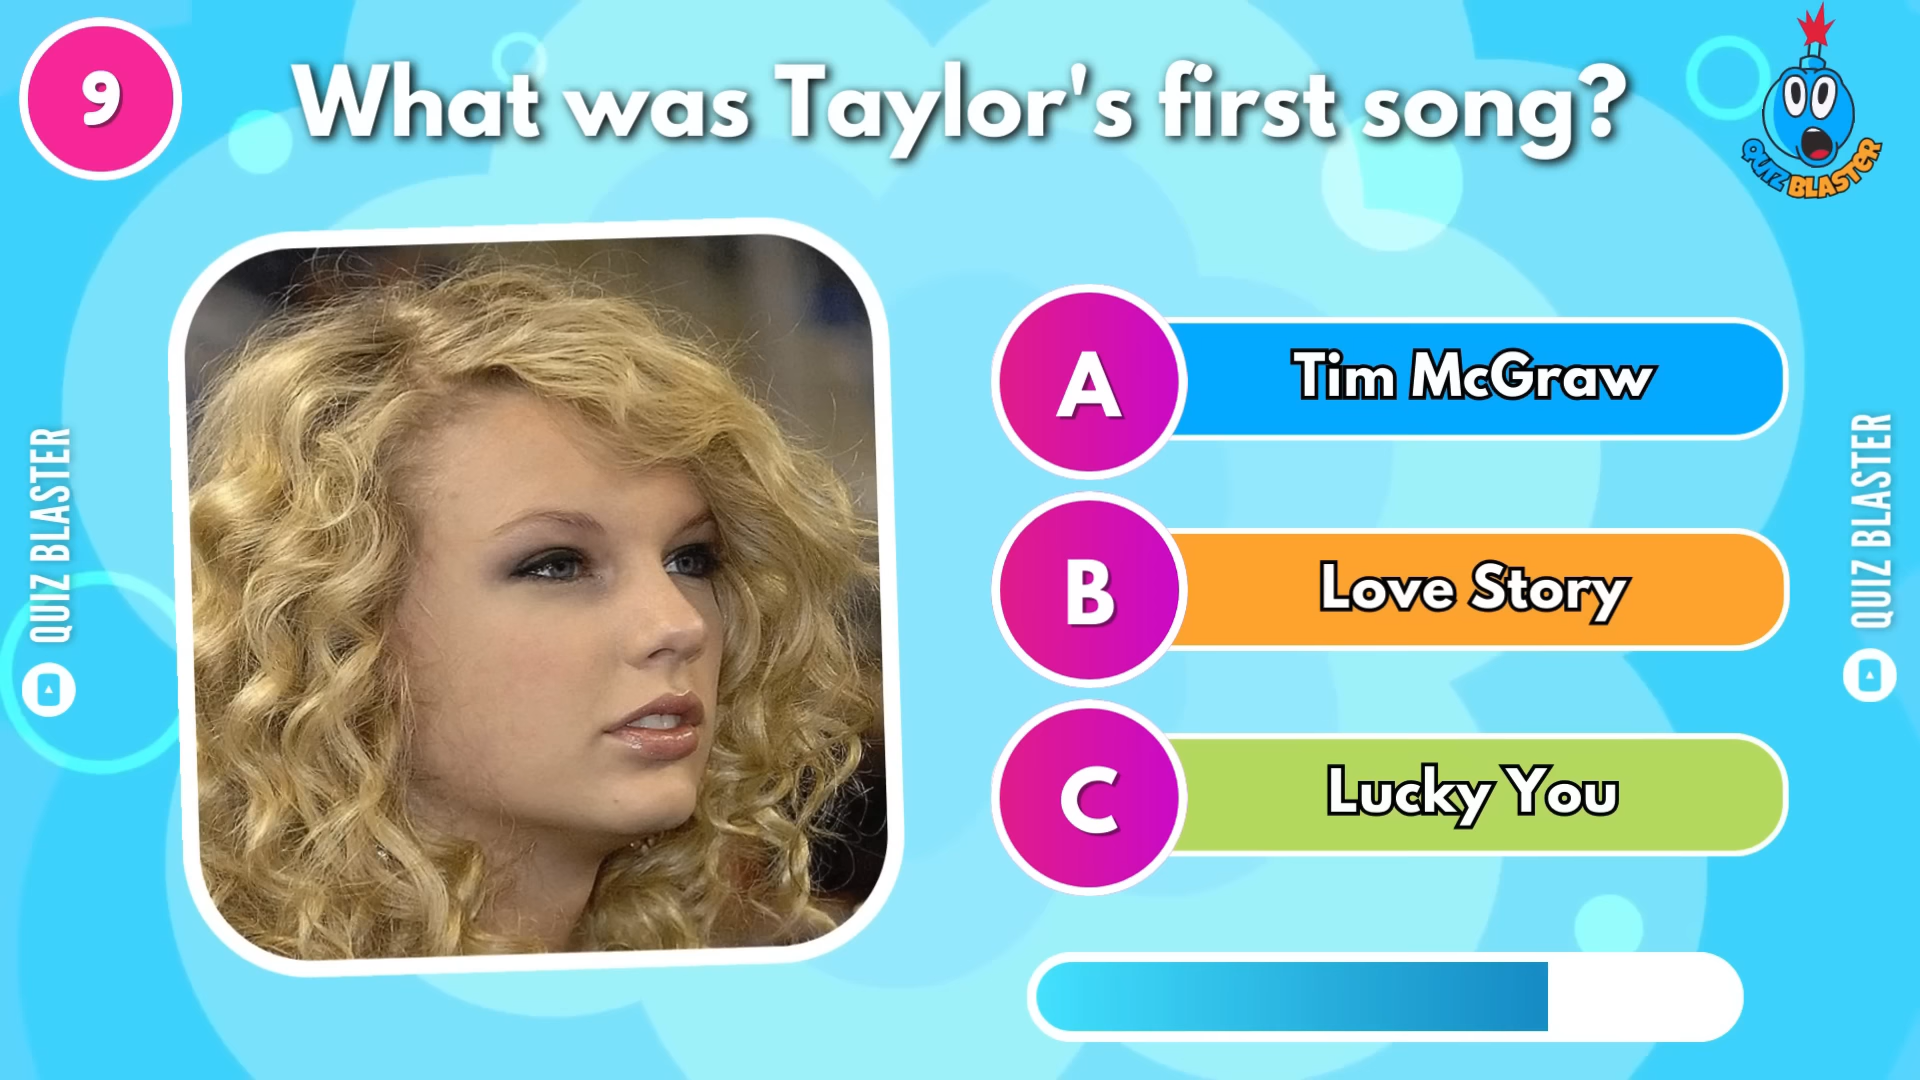 9
What was Taylor's first song?
QUIZ BLASTER
QUIZ BLASTER
A
Tim McGraw
B
Love Story
C
Lucky You
QUIZ BLASTER